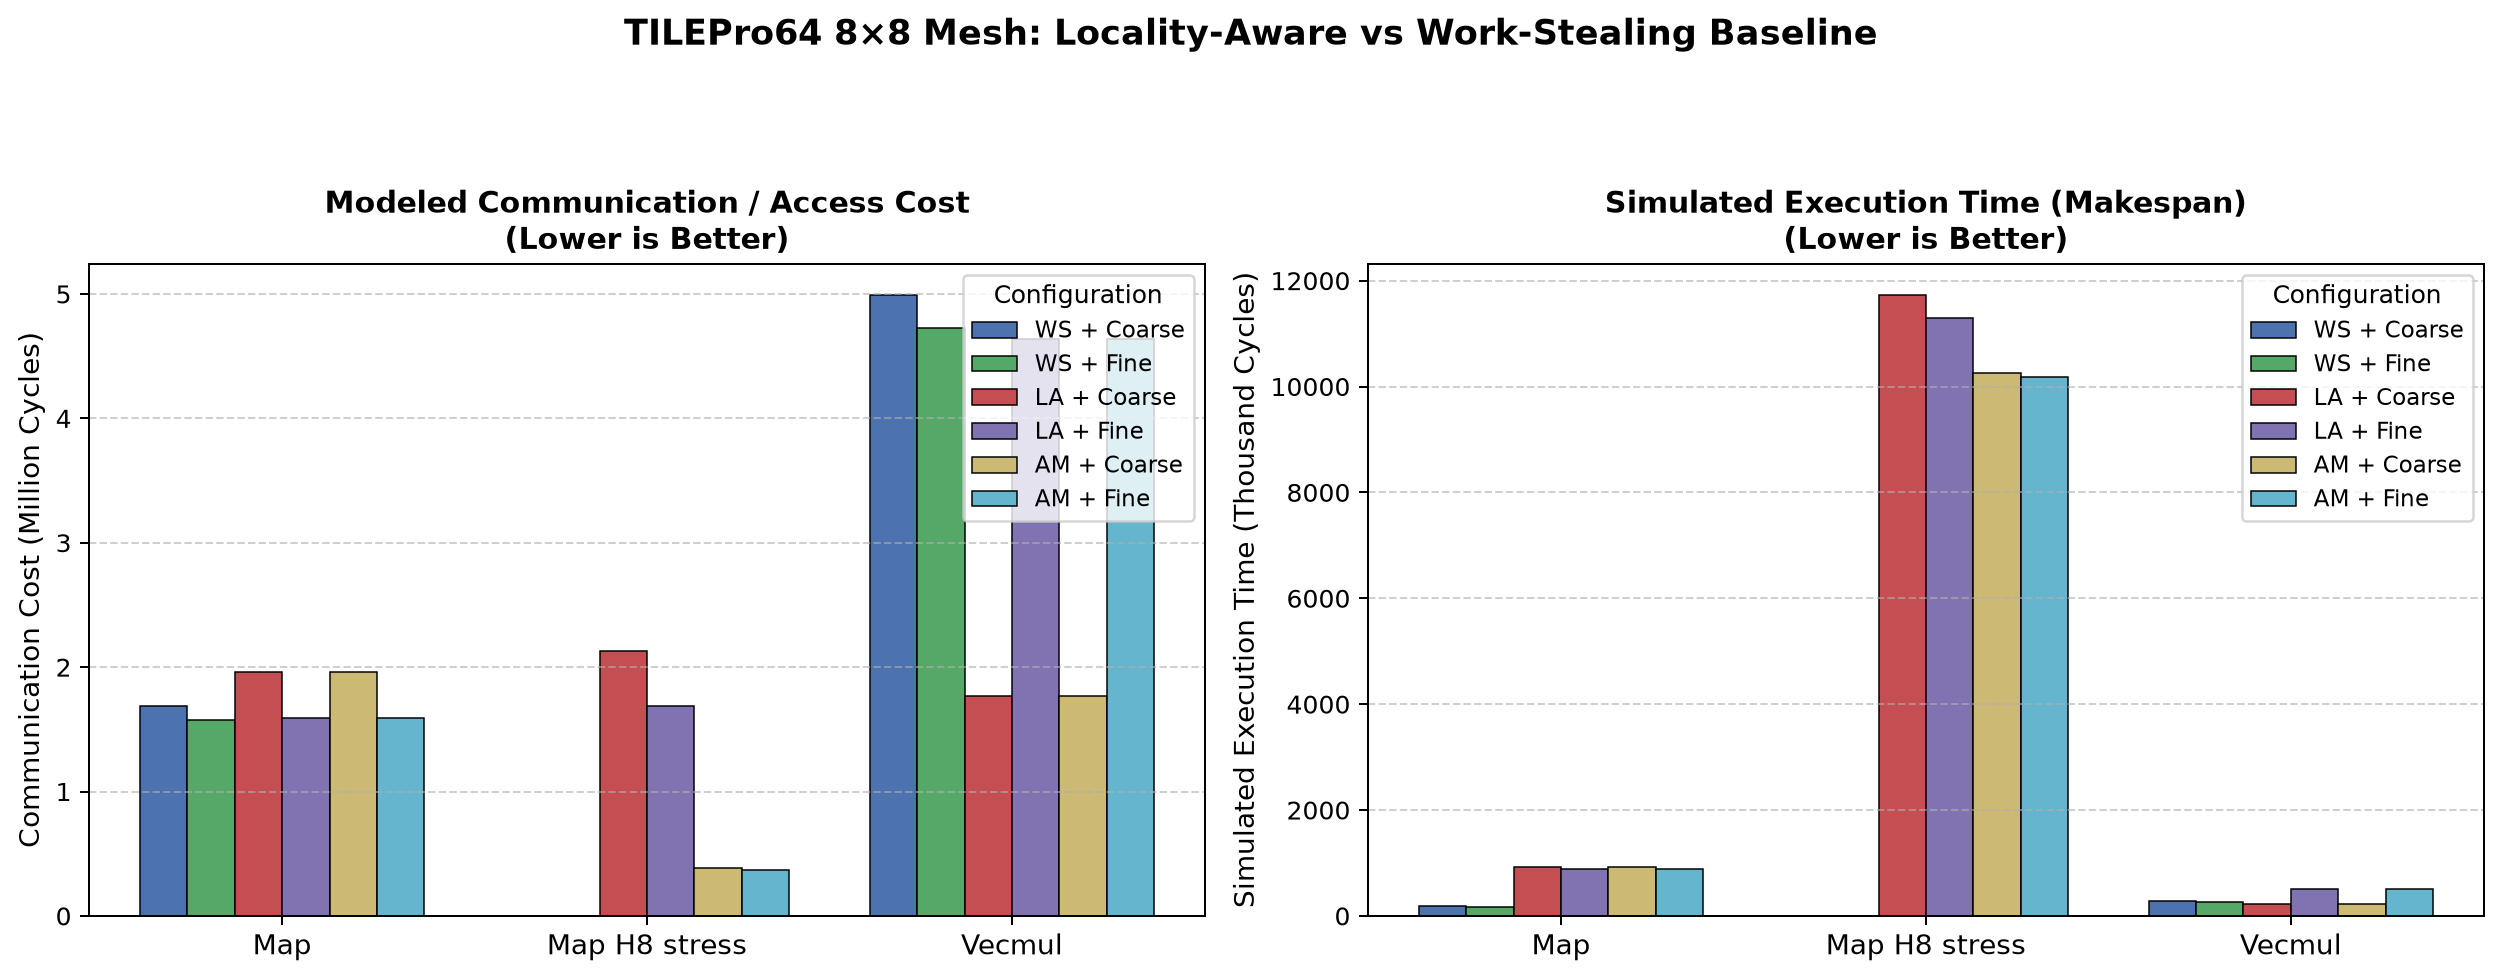 TILEPro64 8×8 Mesh: Locality-Aware vs Work-Stealing Baseline
Modeled Communication / Access Cost
(Lower is Better)
Communication Cost (Million Cycles)
5
4
3
2
1
0
Configuration
WS + Coarse
WS + Fine
LA + Coarse
LA + Fine
AM + Coarse
AM + Fine
Map
Map H8 stress
Vecmul
Simulated Execution Time (Makespan)
(Lower is Better)
Simulated Execution Time (Thousand Cycles)
12000
10000
8000
6000
4000
2000
0
Configuration
WS + Coarse
WS + Fine
LA + Coarse
LA + Fine
AM + Coarse
AM + Fine
Map
Map H8 stress
Vecmul